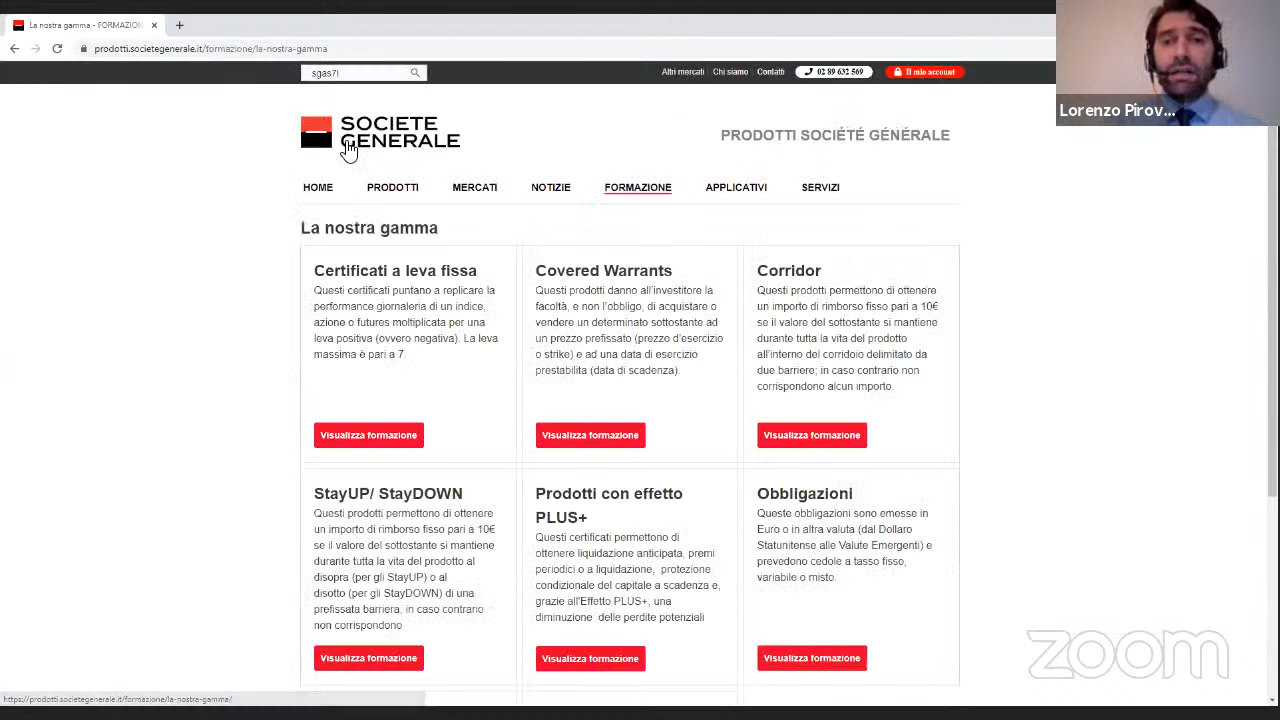 La nostra gamma - FORMAZION
prodotti.societegenerale.it/formazione/la-nostra-gamma
sgas7l
Altri mercati
Chi siamo
Contatti
02 89 632 569
Il mio account
Lorenzo Pirov...
SOCIETE
GENERALE
PRODOTTI SOCIÉTÉ GÉNÉRALE
HOME
PRODOTTI
MERCATI
NOTIZIE
FORMAZIONE
APPLICATIVI
SERVIZI
La nostra gamma
Certificati a leva fissa
Questi certificati puntano a replicare la
performance giornaleria di un indice,
azione o futures moltiplicata per una
leva positiva (ovvero negativa). La leva
massima è pari a 7.
Visualizza formazione
Covered Warrants
Questi prodotti danno all'investitore la
facoltà, e non l'obbligo, di acquistare o
vendere un determinato sottostante ad
un prezzo prefissato (prezzo d'esercizio
o strike) e ad una data di esercizio
prestabilita (data di scadenza).
Visualizza formazione
Corridor
Questi prodotti permettono di ottenere
un importo di rimborso fisso pari a 10€
se il valore del sottostante si mantiene
durante tutta la vita del prodotto
all'interno del corridoio delimitato da
due barriere; in caso contrario non
corrispondono alcun importo.
Visualizza formazione
StayUP/ StayDOWN
Questi prodotti permettono di ottenere
un importo di rimborso fisso pari a 10€
se il valore del sottostante si mantiene
durante tutta la vita del prodotto al
disopra (per gli StayUP) o al
disotto (per gli StayDOWN) di una
prefissata barriera; in caso contrario
non corrispondono
Visualizza formazione
Prodotti con effetto
PLUS+
Questi certificati permettono di
ottenere liquidazione anticipata, premi
periodici o a liquidazione, protezione
condizionale del capitale a scadenza e,
grazie all'Effetto PLUS+, una
diminuzione delle perdite potenziali
Visualizza formazione
Obbligazioni
Queste obbligazioni sono emesse in
Euro o in altra valuta (dal Dollaro
Statunitense alle Valute Emergenti) e
prevedono cedole a tasso fisso,
variabile o misto.
Visualizza formazione
zoom
https://prodotti.societegenerale.it/formazione/la-nostra-gamma/